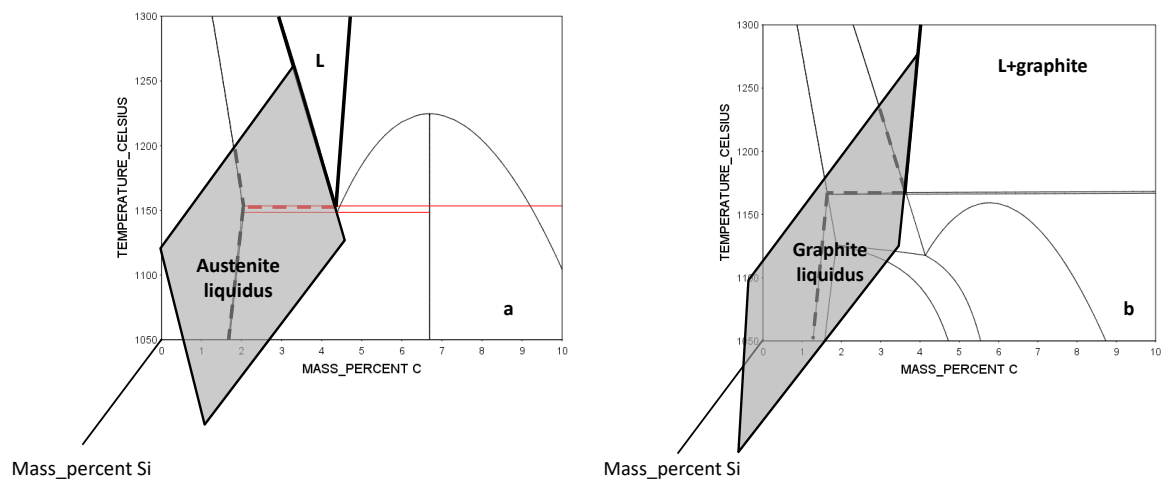 1300
1250
1200
1150
1100
1050
TEMPERATURE_CELSIUS
L
Austenite
liquidus
a
0 1 2 3 4 5 6 7 8 9 10
MASS_PERCENT C
Mass_percent Si
1300
1250
1200
1150
1100
1050
TEMPERATURE_CELSIUS
L+graphite
Graphite
liquidus
b
0 1 2 3 4 5 6 7 8 9 10
MASS_PERCENT C
Mass_percent Si